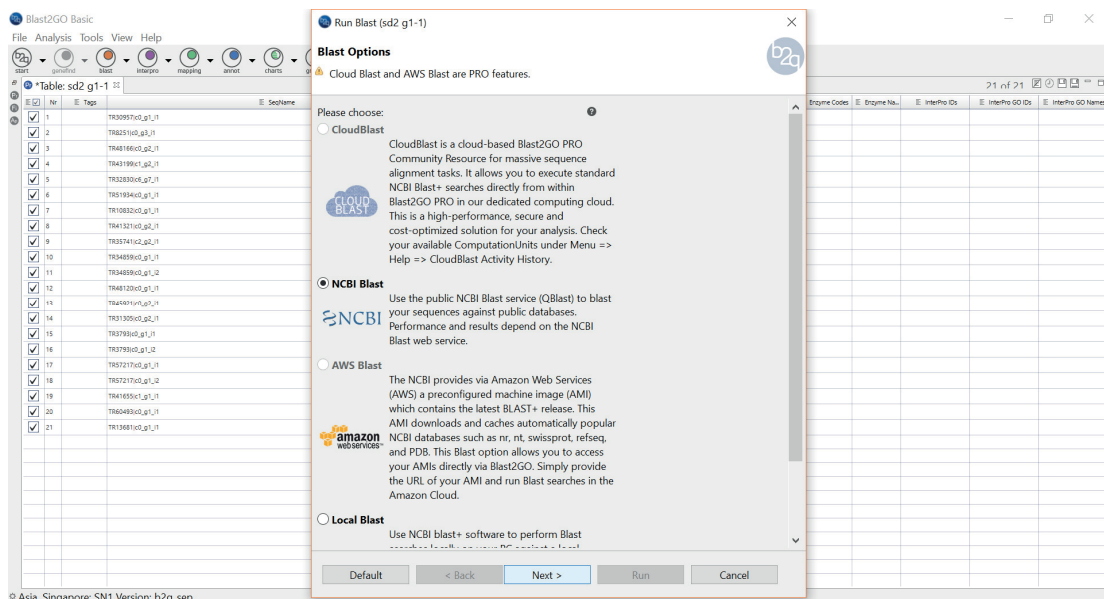 Blast2GO Basic
File Analysis Tools View Help
start genefind blast interpro mapping annot charts
*Table: sd2 g1-1
21 of 21
Nr Tags SeqName Enzyme Codes Enzyme Na... InterPro IDs InterPro GO IDs InterPro GO Names
1 TR30957|c0_g1_i1
2 TR8251|c0_g3_i1
3 TR48166|c0_g2_i1
4 TR43199|c1_g2_i1
5 TR32830|c6_g7_i1
6 TR51934|c0_g1_i1
7 TR10832|c0_g1_i1
8 TR41321|c0_g2_i1
9 TR35741|c2_g2_i1
10 TR34859|c0_g1_i1
11 TR34859|c0_g1_i2
12 TR48120|c0_g1_i1
13 TR45921|c0_g2_i1
14 TR31305|c0_g2_i1
15 TR3793|c0_g1_i1
16 TR3793|c0_g1_i2
17 TR57217|c0_g1_i1
18 TR57217|c0_g1_i2
19 TR41655|c1_g1_i1
20 TR60493|c0_g1_i1
21 TR13681|c0_g1_i1
Run Blast (sd2 g1-1)
Blast Options
b2g
Cloud Blast and AWS Blast are PRO features.
Please choose:
CloudBlast
CLOUD
BLAST
CloudBlast is a cloud-based Blast2GO PRO
Community Resource for massive sequence
alignment tasks. It allows you to execute standard
NCBI Blast+ searches directly from within
Blast2GO PRO in our dedicated computing cloud.
This is a high-performance, secure and
cost-optimized solution for your analysis. Check
your available ComputationUnits under Menu =>
Help => CloudBlast Activity History.
NCBI Blast
NCBI
Use the public NCBI Blast service (QBlast) to blast
your sequences against public databases.
Performance and results depend on the NCBI
Blast web service.
AWS Blast
amazon
webservices™
The NCBI provides via Amazon Web Services
(AWS) a preconfigured machine image (AMI)
which contains the latest BLAST+ release. This
AMI downloads and caches automatically popular
NCBI databases such as nr, nt, swissprot, refseq,
and PDB. This Blast option allows you to access
your AMIs directly via Blast2GO. Simply provide
the URL of your AMI and run Blast searches in the
Amazon Cloud.
Local Blast
Use NCBI blast+ software to perform Blast
Default < Back Next > Run Cancel
Asia, Singapore: SN1 Version: b2g_sep